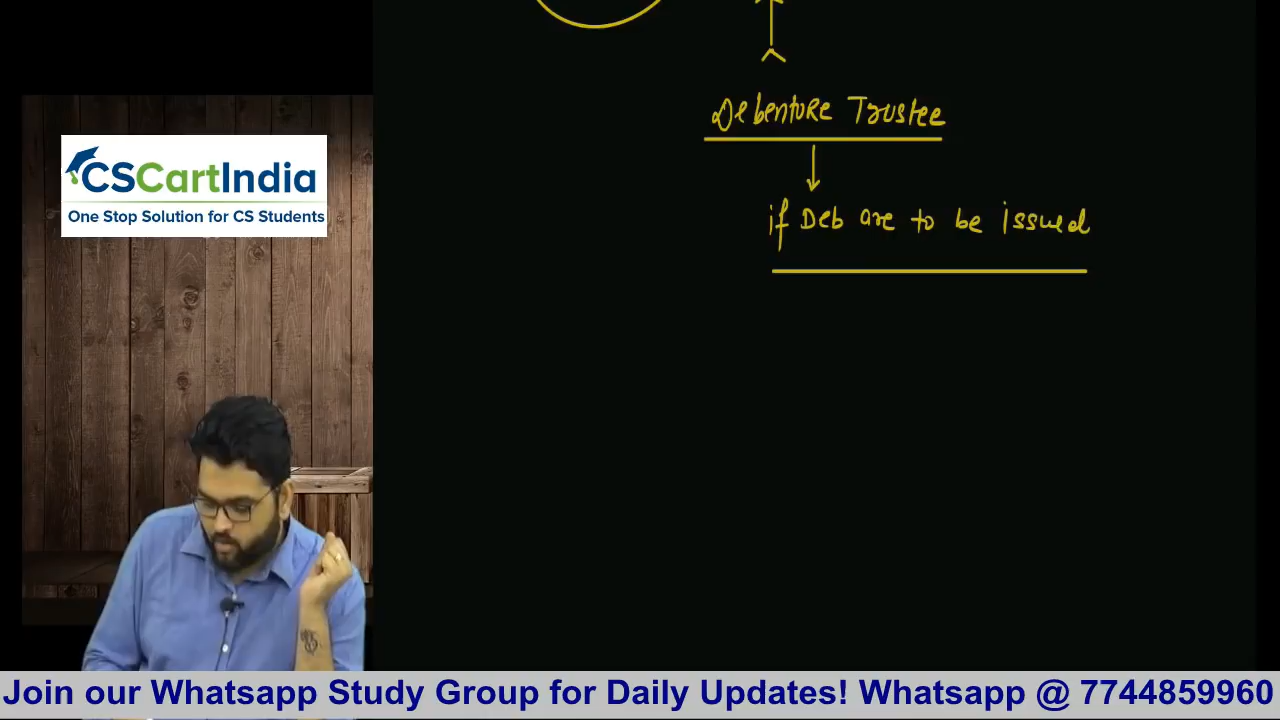 Debenture Trustee
CSCartIndia
One Stop Solution for CS Students
if Deb are to be issued
Join our Whatsapp Study Group for Daily Updates! Whatsapp @ 7744859960